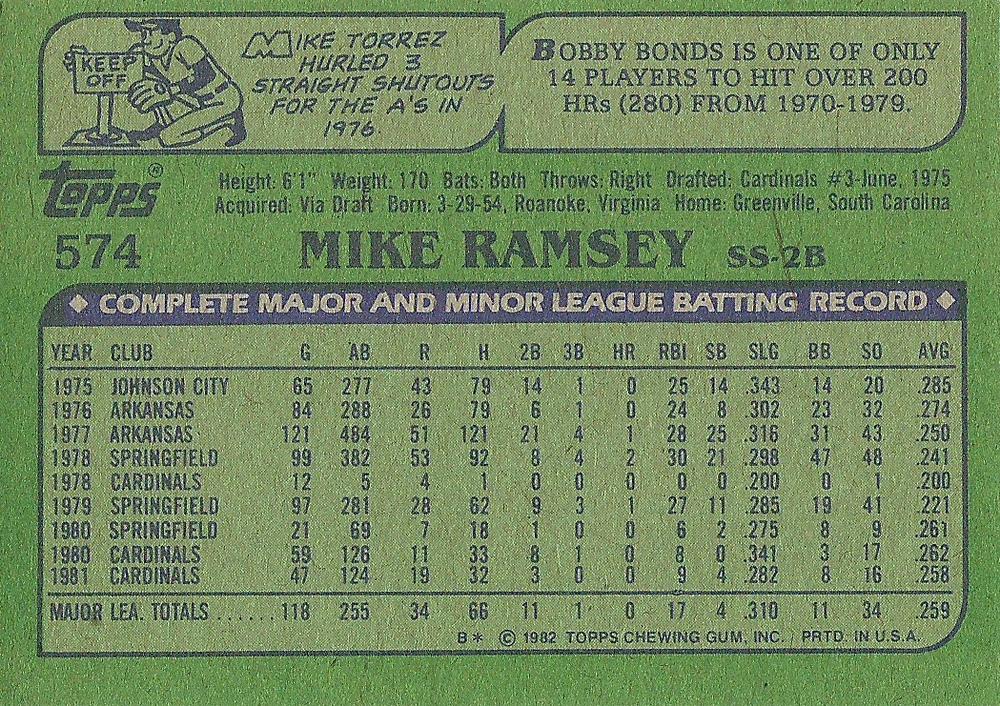 KEEP
OFF
MIKE TORREZ
HURLED 3
STRAIGHT SHUTOUTS
FOR THE A'S IN
1976.
BOBBY BONDS IS ONE OF ONLY
14 PLAYERS TO HIT OVER 200
HRs (280) FROM 1970-1979.
TOPPS®
Height: 6'1" Weight: 170 Bats: Both Throws: Right Drafted: Cardinals #3-June, 1975
Acquired: Via Draft Born: 3-29-54, Roanoke, Virginia Home: Greenville, South Carolina
574 MIKE RAMSEY SS-2B
◆ COMPLETE MAJOR AND MINOR LEAGUE BATTING RECORD ◆
YEAR CLUB G AB R H 2B 3B HR RBI SB SLG BB SO AVG
1975 JOHNSON CITY 65 277 43 79 14 1 0 25 14 .343 14 20 .285
1976 ARKANSAS 84 288 26 79 6 1 0 24 8 .302 23 32 .274
1977 ARKANSAS 121 484 51 121 21 4 1 28 25 .316 31 43 .250
1978 SPRINGFIELD 99 382 53 92 8 4 2 30 21 .298 47 48 .241
1978 CARDINALS 12 5 4 1 0 0 0 0 0 .200 0 1 .200
1979 SPRINGFIELD 97 281 28 62 9 3 1 27 11 .285 19 41 .221
1980 SPRINGFIELD 21 69 7 18 1 0 0 6 2 .275 8 9 .261
1980 CARDINALS 59 126 11 33 8 1 0 8 0 .341 3 17 .262
1981 CARDINALS 47 124 19 32 3 0 0 9 4 .282 8 16 .258
MAJOR LEA. TOTALS ...... 118 255 34 66 11 1 0 17 4 .310 11 34 .259
B* © 1982 TOPPS CHEWING GUM, INC. PRTD. IN U.S.A.